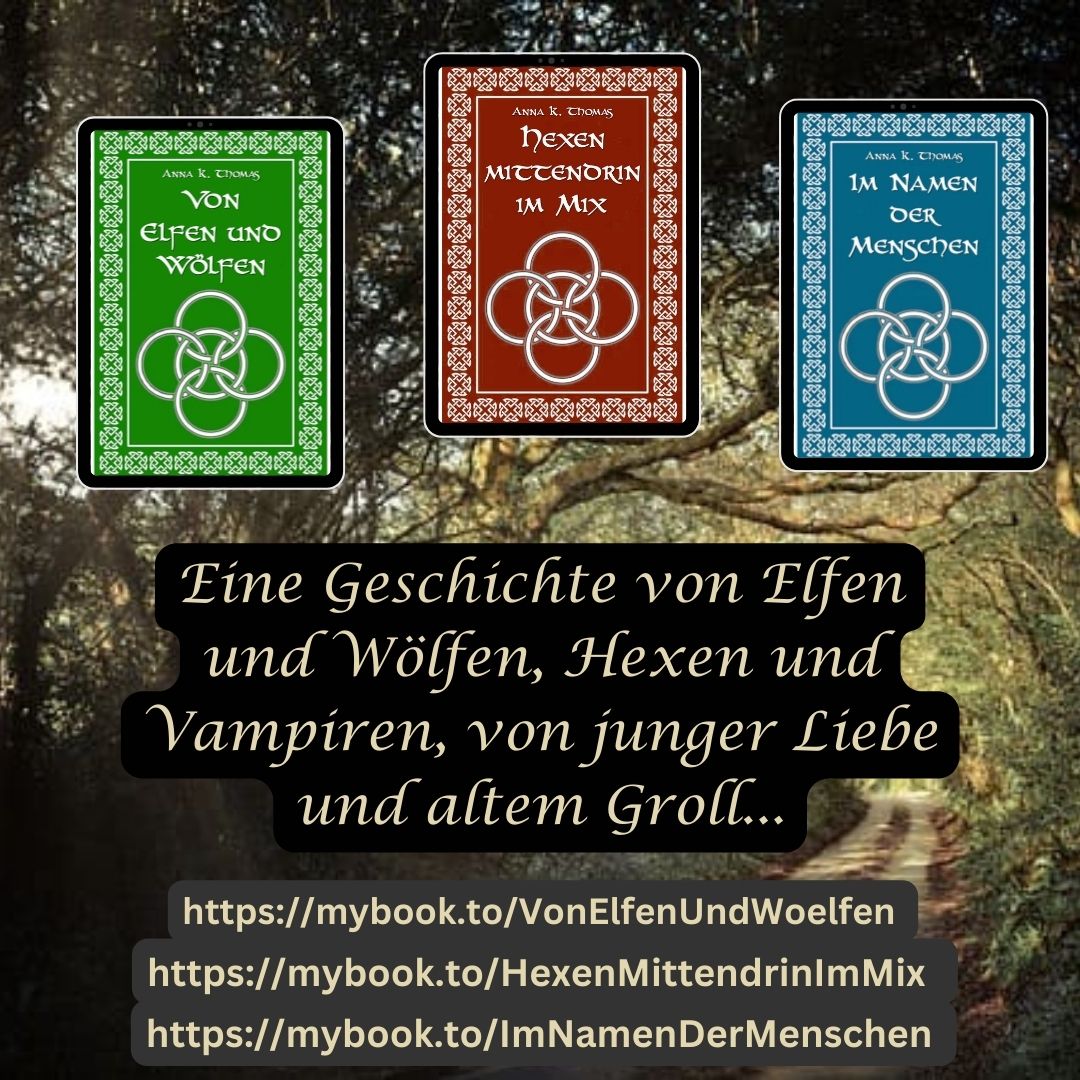 Anna K. Thomas
Von
Elfen und
Wölfen
Anna K. Thomas
Hexen
mittendrin
im Mix
Anna K. Thomas
Im Namen
der
Menschen
Eine Geschichte von Elfen
und Wölfen, Hexen und
Vampiren, von junger Liebe
und altem Groll...
https://mybook.to/VonElfenUndWoelfen
https://mybook.to/HexenMittendrinImMix
https://mybook.to/ImNamenDerMenschen